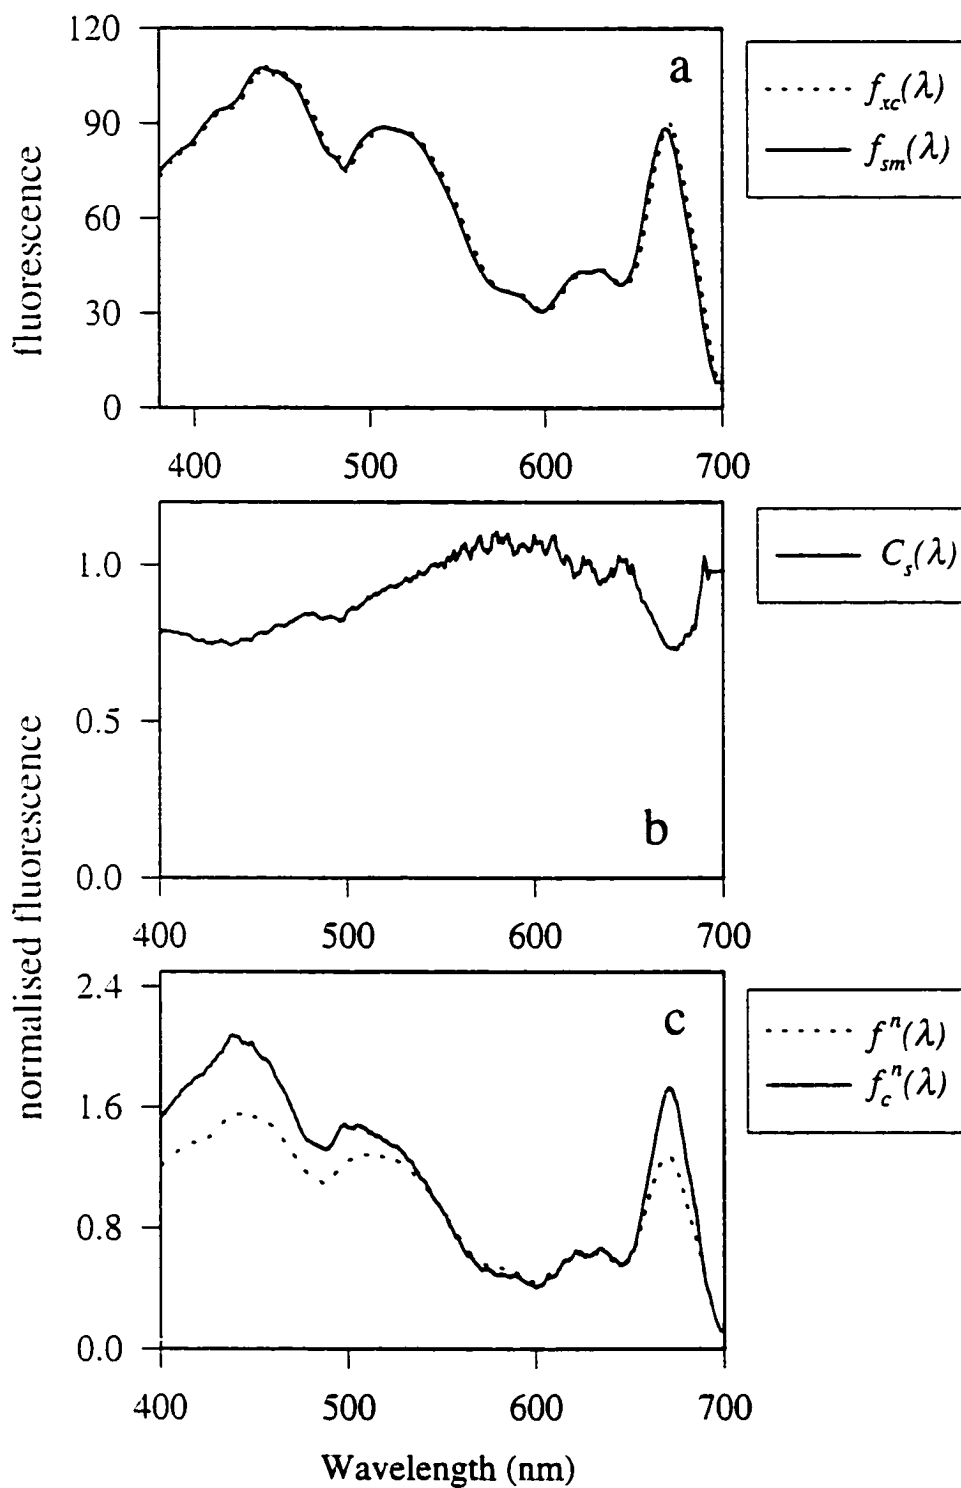 120
90
60
30
0
fluorescence
a
f_xc(λ)
f_sm(λ)
400 500 600 700
1.0
0.5
0.0
b
C_s(λ)
400 500 600 700
normalised fluorescence
2.4
1.6
0.8
0.0
c
f^n(λ)
f_c^n(λ)
400 500 600 700
Wavelength (nm)